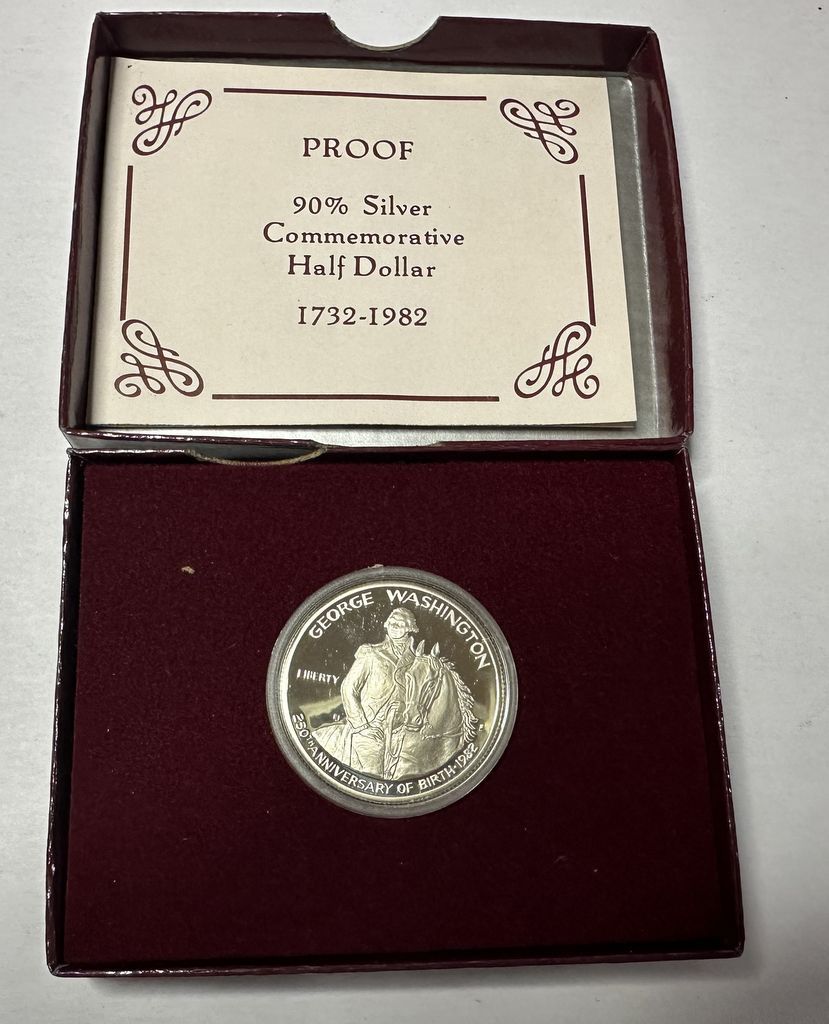 PROOF
90% Silver
Commemorative
Half Dollar
1732-1982
GEORGE WASHINGTON
LIBERTY
250TH ANNIVERSARY OF BIRTH·1982